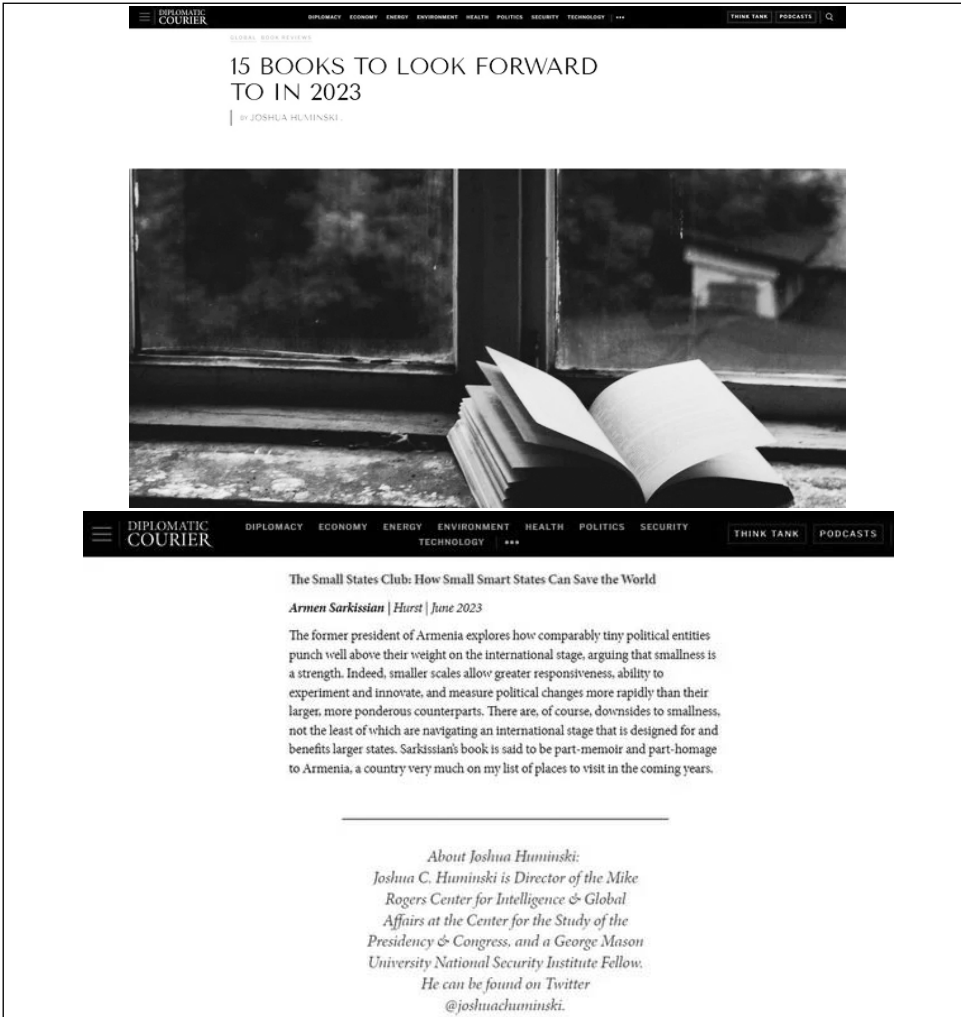 DIPLOMATIC
COURIER
DIPLOMACY ECONOMY ENERGY ENVIRONMENT HEALTH POLITICS SECURITY TECHNOLOGY | •••
THINK TANK PODCASTS
GLOBAL BOOK REVIEWS
15 BOOKS TO LOOK FORWARD
TO IN 2023
BY JOSHUA HUMINSKI .
DIPLOMATIC
COURIER
DIPLOMACY ECONOMY ENERGY ENVIRONMENT HEALTH POLITICS SECURITY
TECHNOLOGY | •••
THINK TANK PODCASTS
The Small States Club: How Small Smart States Can Save the World
Armen Sarkissian | Hurst | June 2023
The former president of Armenia explores how comparably tiny political entities
punch well above their weight on the international stage, arguing that smallness is
a strength. Indeed, smaller scales allow greater responsiveness, ability to
experiment and innovate, and measure political changes more rapidly than their
larger, more ponderous counterparts. There are, of course, downsides to smallness,
not the least of which are navigating an international stage that is designed for and
benefits larger states. Sarkissian's book is said to be part-memoir and part-homage
to Armenia, a country very much on my list of places to visit in the coming years.
About Joshua Huminski:
Joshua C. Huminski is Director of the Mike
Rogers Center for Intelligence & Global
Affairs at the Center for the Study of the
Presidency & Congress, and a George Mason
University National Security Institute Fellow.
He can be found on Twitter
@joshuachuminski.